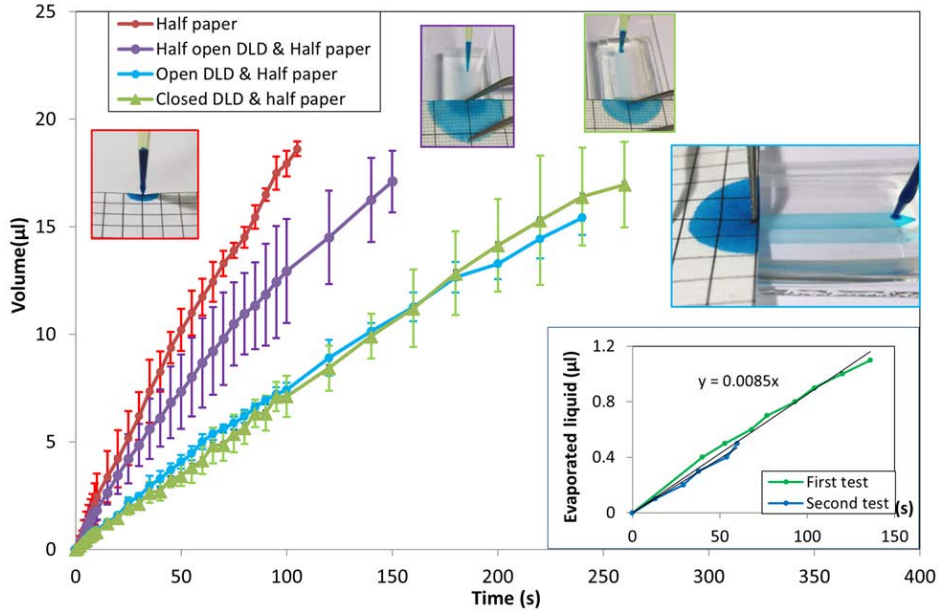 25
20
15
10
5
0
Volume(µl)
Half paper
Half open DLD & Half paper
Open DLD & Half paper
Closed DLD & half paper
1.2
0.8
0.4
0
Evaporated liquid (µl)
y = 0.0085x
First test
Second test
(s)
0 50 100 150
0 50 100 150 200 250 300 350 400
Time (s)